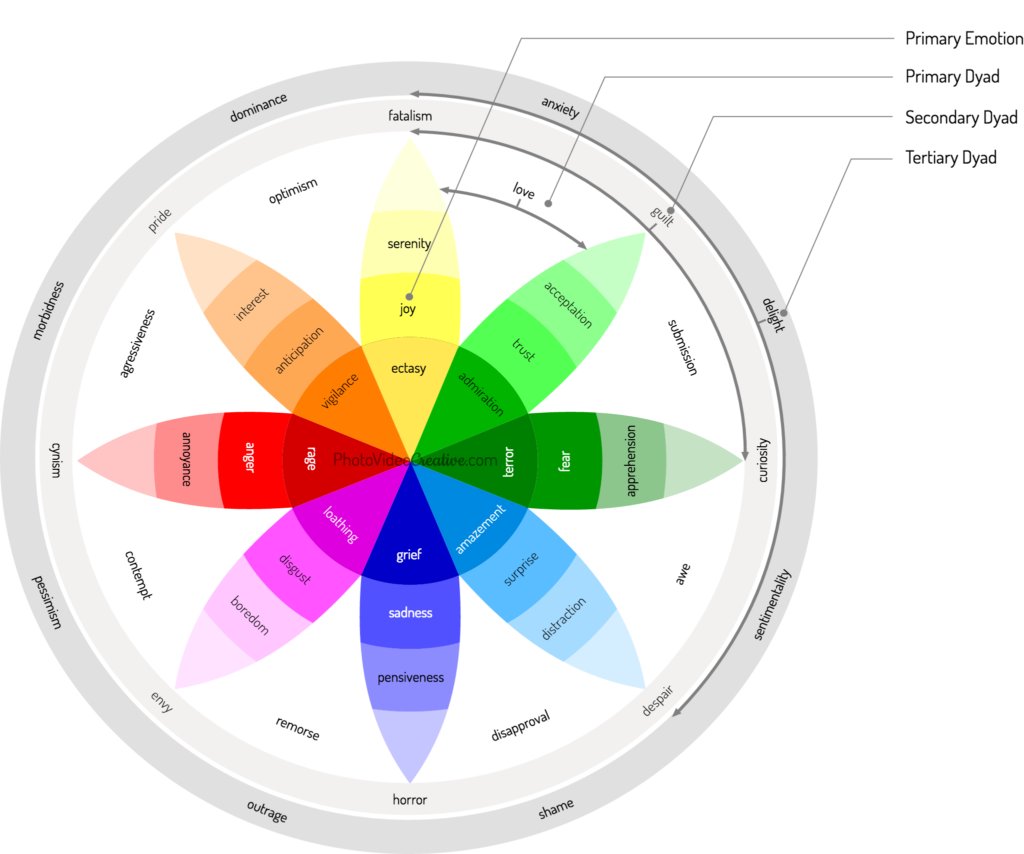 Primary Emotion
Primary Dyad
Secondary Dyad
Tertiary Dyad
dominance
anxiety
fatalism
optimism
love
pride
guilt
serenity
delight
morbidness
interest
acceptation
joy
agressiveness
submission
anticipation
trust
ectasy
vigilance
admiration
cynism
annoyance
anger
rage
PhotoVideoCreative.com
terror
fear
apprehension
curiosity
loathing
amazement
grief
contempt
disgust
surprise
awe
pessimism
boredom
sadness
distraction
sentimentality
pensiveness
envy
despair
remorse
disapproval
horror
outrage
shame